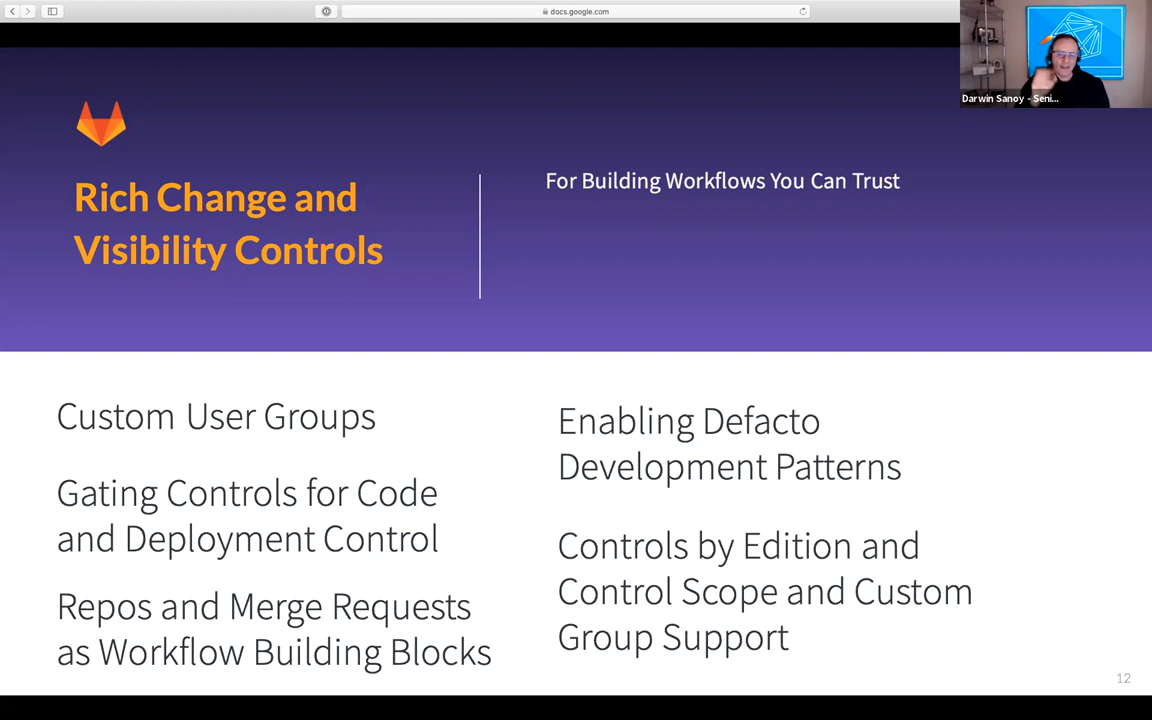 docs.google.com
Darwin Sanoy - Seni...
Rich Change and
Visibility Controls
For Building Workflows You Can Trust
Custom User Groups
Gating Controls for Code
and Deployment Control
Repos and Merge Requests
as Workflow Building Blocks
Enabling Defacto
Development Patterns
Controls by Edition and
Control Scope and Custom
Group Support
12